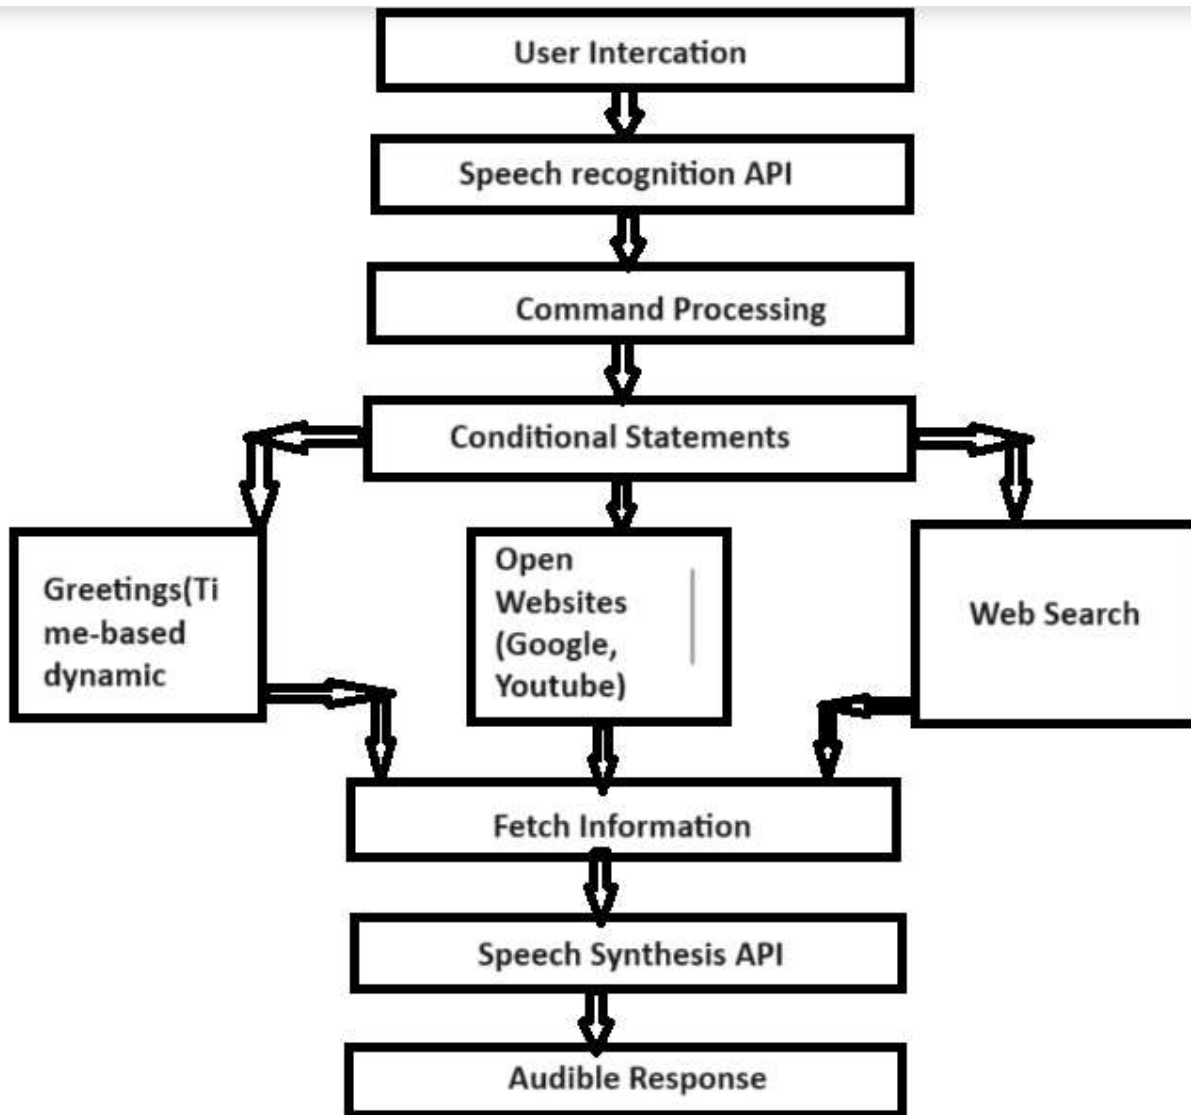 User Intercation
Speech recognition API
Command Processing
Conditional Statements
Greetings(Ti
me-based
dynamic
Open
Websites
(Google,
Youtube)
Web Search
Fetch Information
Speech Synthesis API
Audible Response